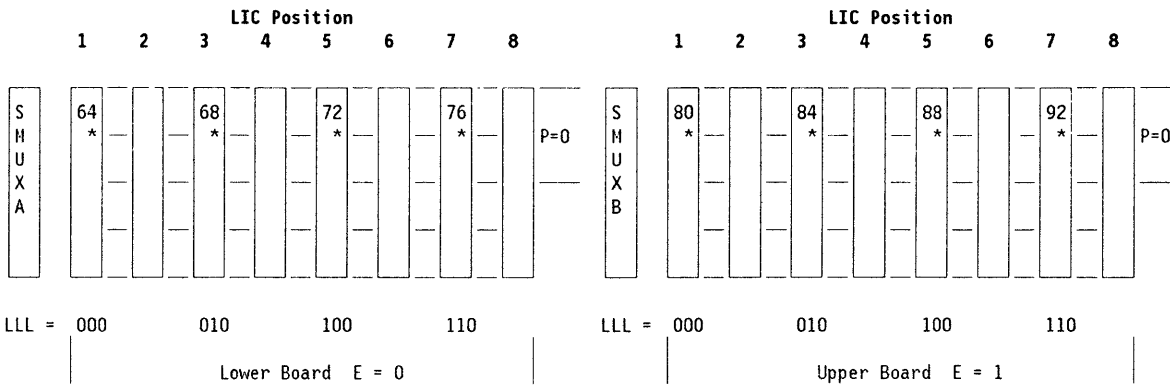 LIC Position LIC Position
1 2 3 4 5 6 7 8 1 2 3 4 5 6 7 8
S 64 68 72 76 S 80 84 88 92
M * * * * P=0 M * * * * P=0
U U
X X
A B
LLL = 000 010 100 110 LLL = 000 010 100 110
Lower Board E = 0 Upper Board E = 1